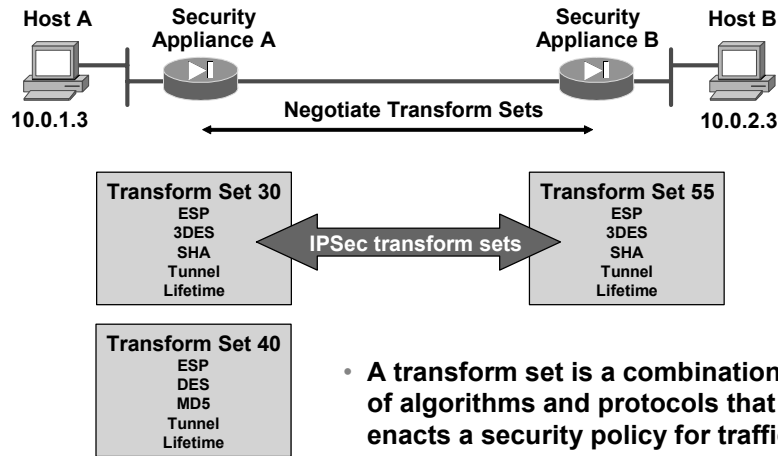 Host A
Security
Appliance A
Security
Appliance B
Host B
10.0.1.3
Negotiate Transform Sets
10.0.2.3
Transform Set 30
ESP
3DES
SHA
Tunnel
Lifetime
IPSec transform sets
Transform Set 55
ESP
3DES
SHA
Tunnel
Lifetime
Transform Set 40
ESP
DES
MD5
Tunnel
Lifetime
• A transform set is a combination
of algorithms and protocols that
enacts a security policy for traffic